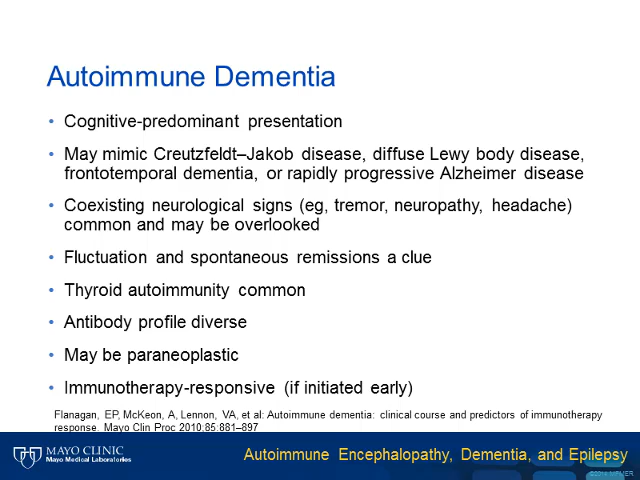 Autoimmune Dementia
• Cognitive-predominant presentation
• May mimic Creutzfeldt–Jakob disease, diffuse Lewy body disease,
frontotemporal dementia, or rapidly progressive Alzheimer disease
• Coexisting neurological signs (eg, tremor, neuropathy, headache)
common and may be overlooked
• Fluctuation and spontaneous remissions a clue
• Thyroid autoimmunity common
• Antibody profile diverse
• May be paraneoplastic
• Immunotherapy-responsive (if initiated early)
Flanagan, EP, McKeon, A, Lennon, VA, et al: Autoimmune dementia: clinical course and predictors of immunotherapy
response. Mayo Clin Proc 2010;85:881–897
MAYO CLINIC
Mayo Medical Laboratories
Autoimmune Encephalopathy, Dementia, and Epilepsy
MFMER